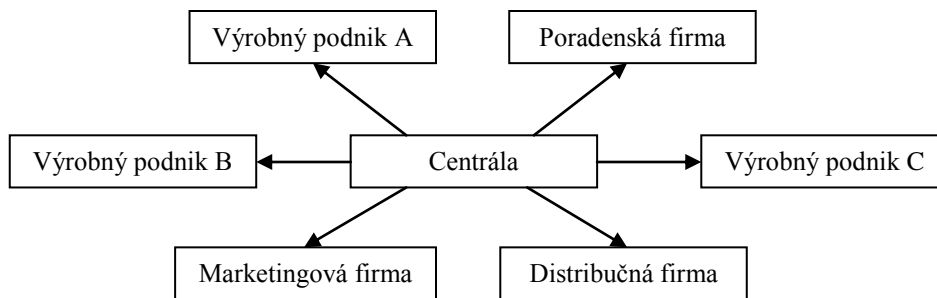 Výrobný podnik A
Poradenská firma
Výrobný podnik B
Centrála
Výrobný podnik C
Marketingová firma
Distribučná firma